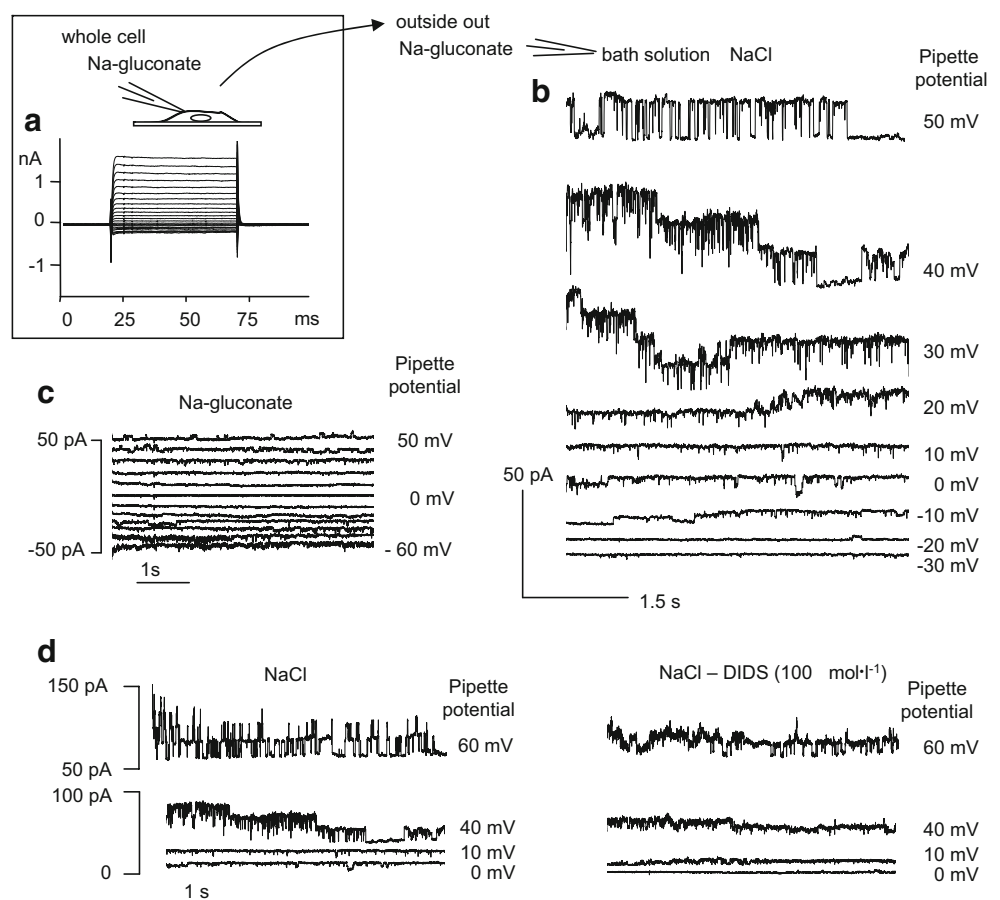 whole cell
Na-gluconate
outside out
Na-gluconate
bath solution NaCl
a
nA
1
0
-1
0 25 50 75 ms
b
Pipette
potential
50 mV
40 mV
30 mV
20 mV
10 mV
0 mV
-10 mV
-20 mV
-30 mV
50 pA
1.5 s
c
Na-gluconate
Pipette
potential
50 pA
-50 pA
50 mV
0 mV
- 60 mV
1s
d
NaCl
Pipette
potential
150 pA
50 pA
60 mV
100 pA
0
40 mV
10 mV
0 mV
1 s
NaCl – DIDS (100 mol•l-1)
Pipette
potential
60 mV
40 mV
10 mV
0 mV